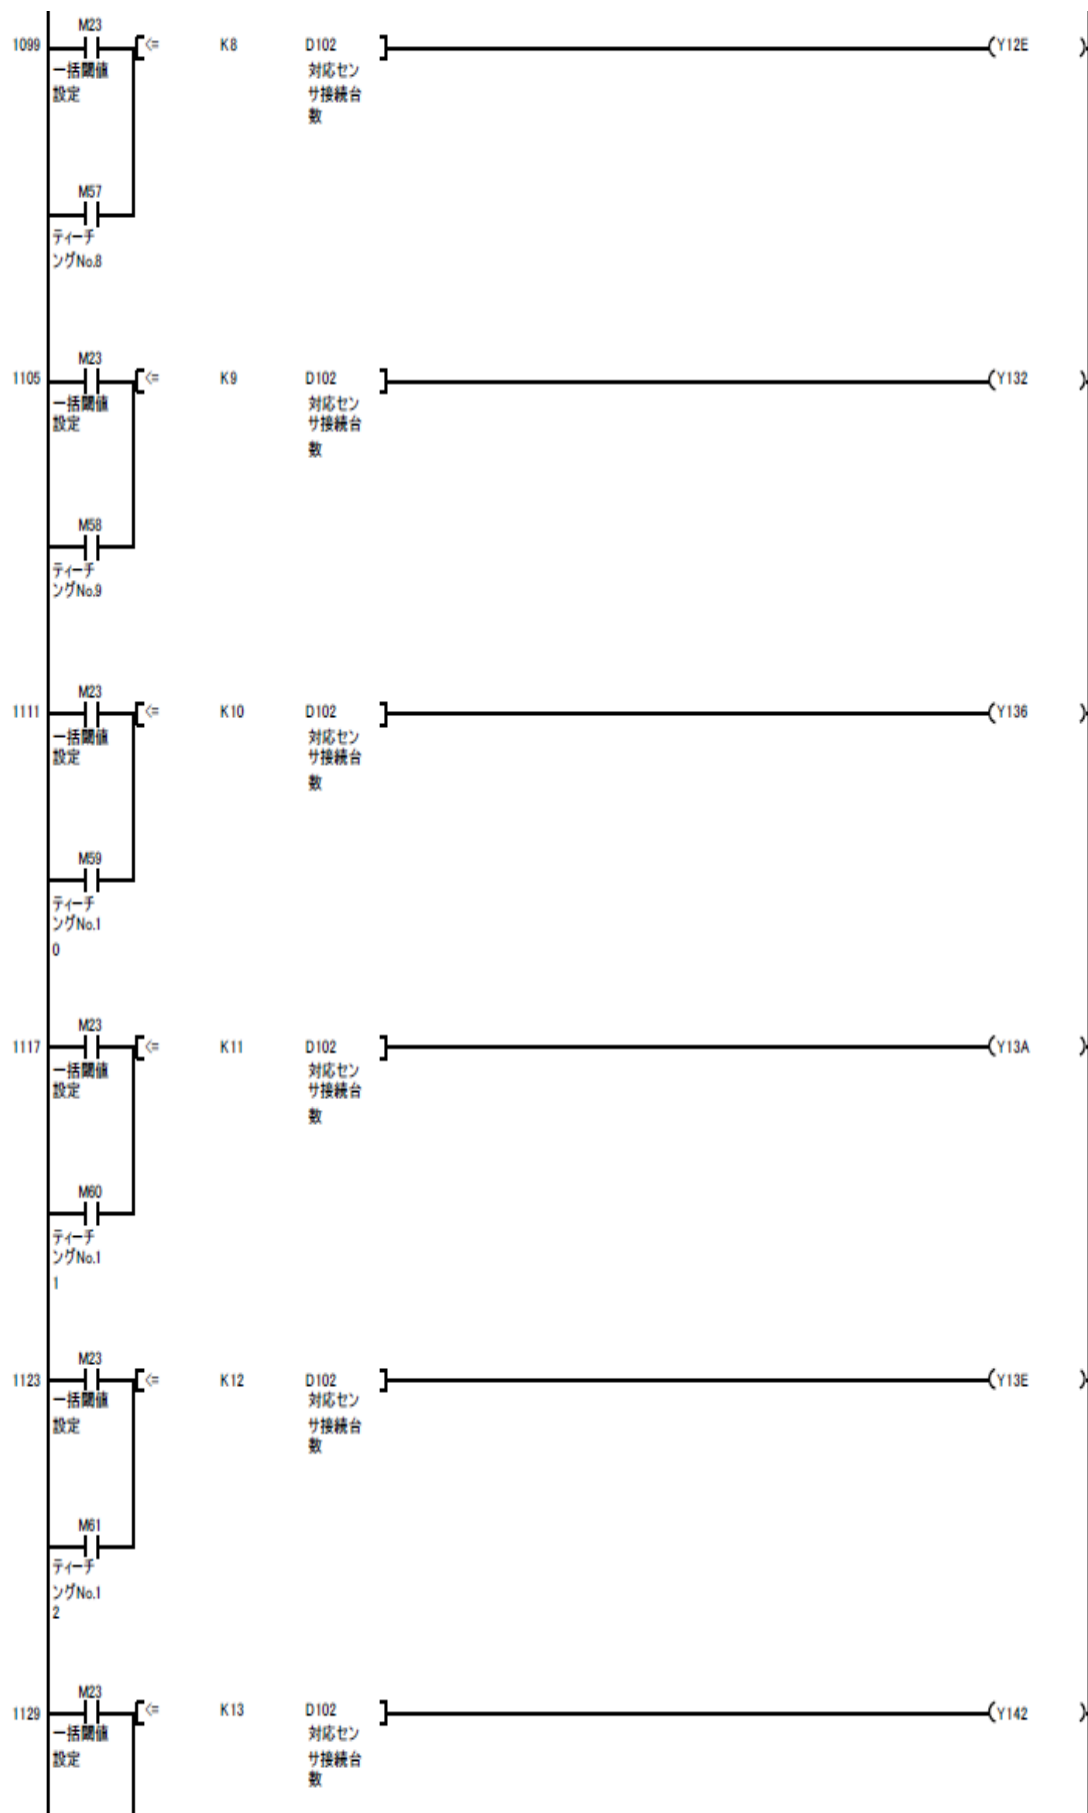 M23
1099 <= K8 D102 (Y12E )
一括閾値 対応セン
設定 サ接続台
数
M57
ティーチ
ングNo.8
M23
1105 <= K9 D102 (Y132 )
一括閾値 対応セン
設定 サ接続台
数
M58
ティーチ
ングNo.9
M23
1111 <= K10 D102 (Y136 )
一括閾値 対応セン
設定 サ接続台
数
M59
ティーチ
ングNo.1
0
M23
1117 <= K11 D102 (Y13A )
一括閾値 対応セン
設定 サ接続台
数
M60
ティーチ
ングNo.1
1
M23
1123 <= K12 D102 (Y13E )
一括閾値 対応セン
設定 サ接続台
数
M61
ティーチ
ングNo.1
2
M23
1129 <= K13 D102 (Y142 )
一括閾値 対応セン
設定 サ接続台
数